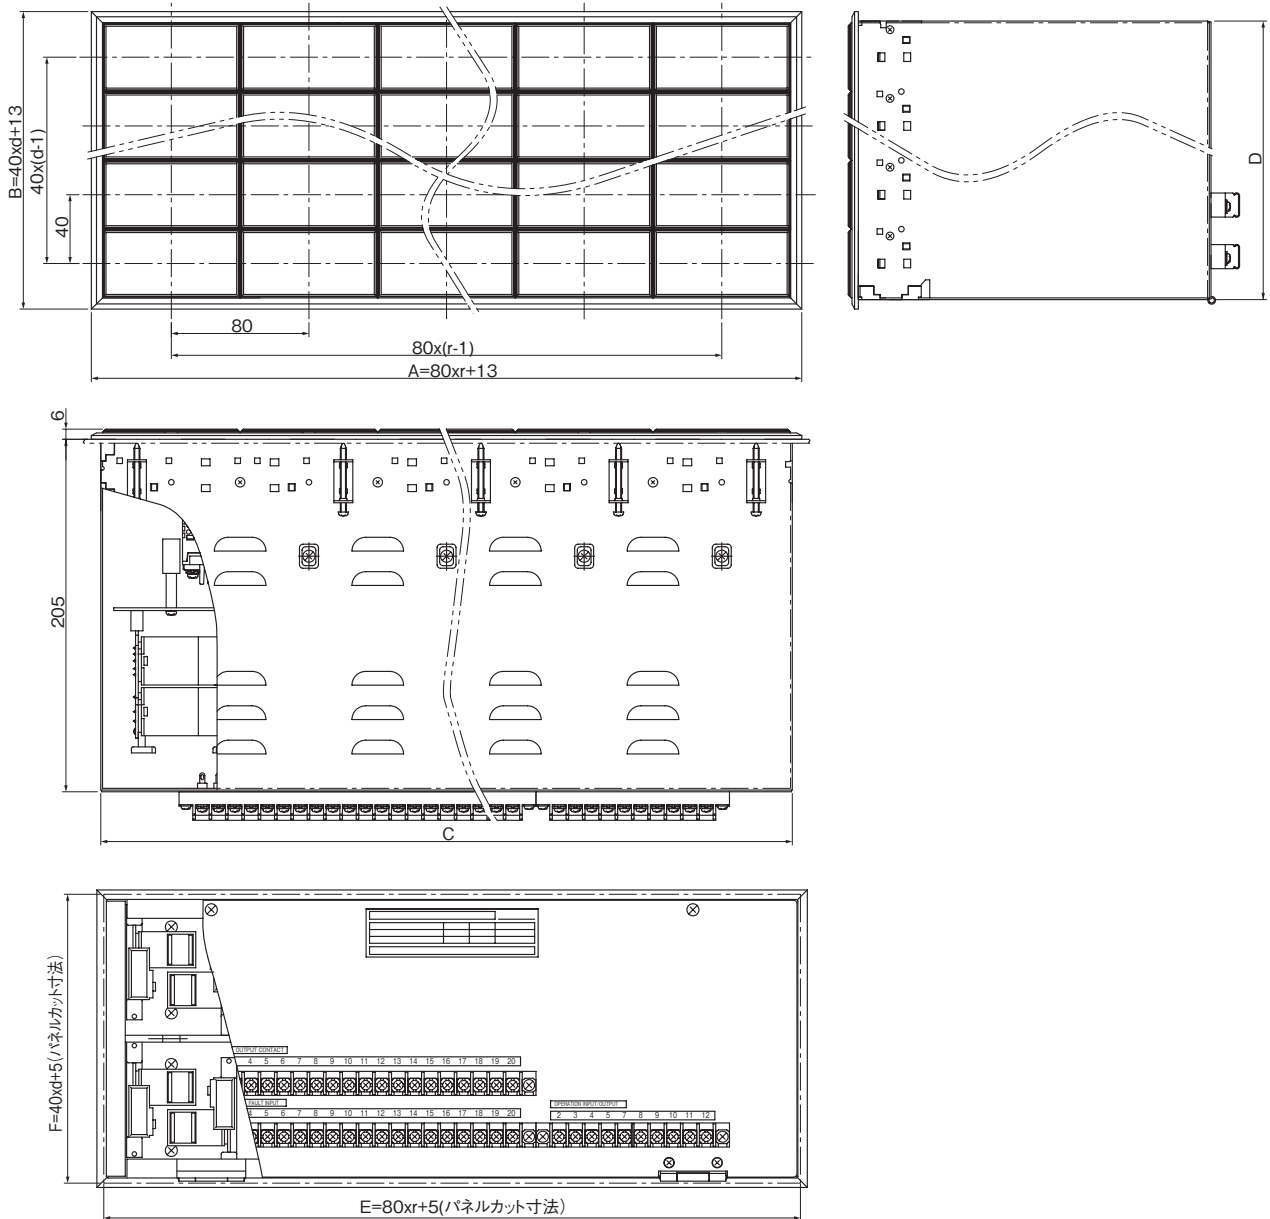 B=40xd+13
40x(d-1)
40
80
80x(r-1)
A=80xr+13
D
6
205
C
F=40xd+5(パネルカット寸法)
OUTPUT CONTACT
4 5 6 7 8 9 10 11 12 13 14 15 16 17 18 19 20
FAULT INPUT
4 5 6 7 8 9 10 11 12 13 14 15 16 17 18 19 20
OPERATION INPUT/OUTPUT
2 3 4 5 7 8 9 10 11 12
E=80xr+5(パネルカット寸法)